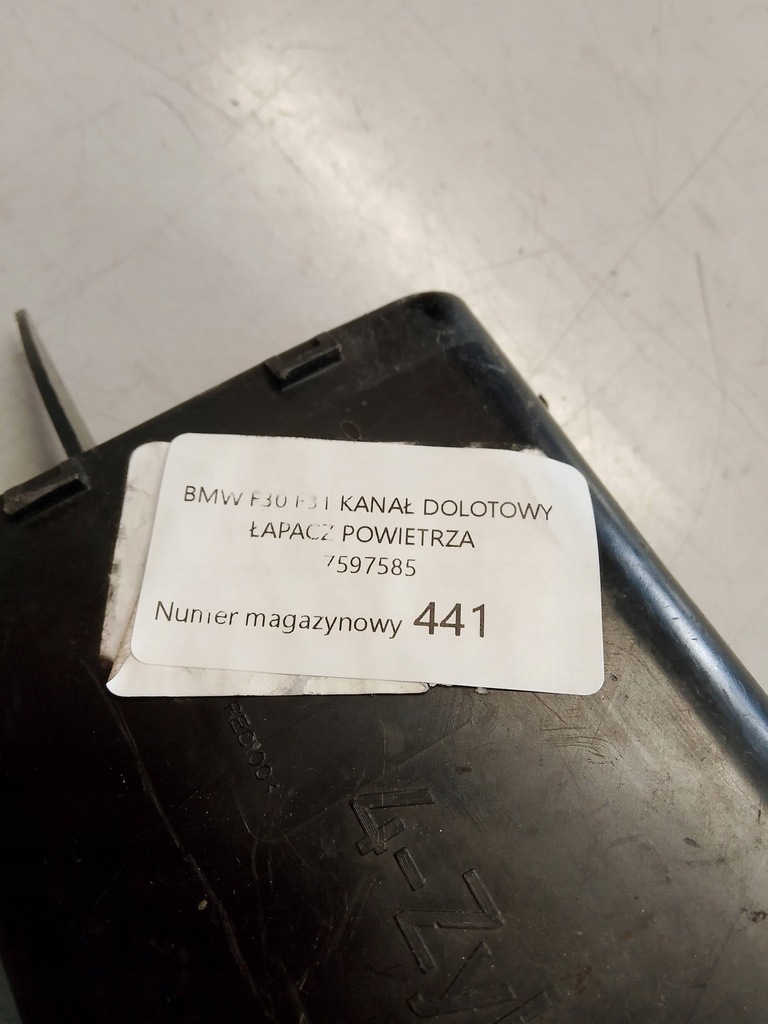 BMW F30 F31 KANAŁ DOLOTOWY
ŁAPACZ POWIETRZA
7597585
Numer magazynowy 441